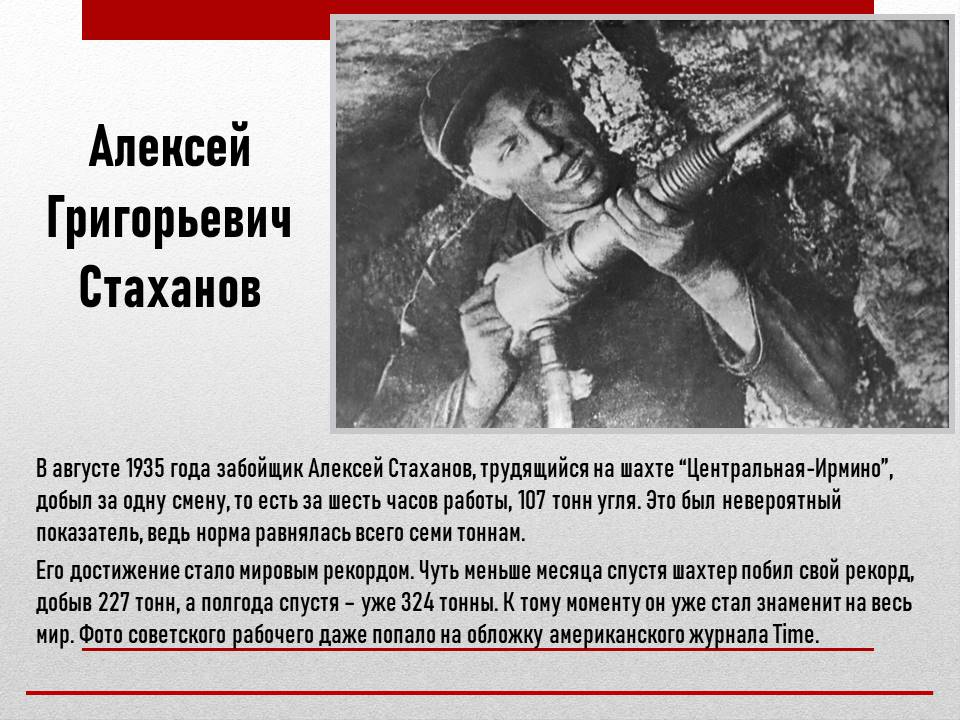 Алексей
Григорьевич
Стаханов
В августе 1935 года забойщик Алексей Стаханов, трудящийся на шахте “Центральная-Ирмино”,
добыл за одну смену, то есть за шесть часов работы, 107 тонн угля. Это был невероятный
показатель, ведь норма равнялась всего семи тоннам.
Его достижение стало мировым рекордом. Чуть меньше месяца спустя шахтер побил свой рекорд,
добыв 227 тонн, а полгода спустя – уже 324 тонны. К тому моменту он уже стал знаменит на весь
мир. Фото советского рабочего даже попало на обложку американского журнала Time.